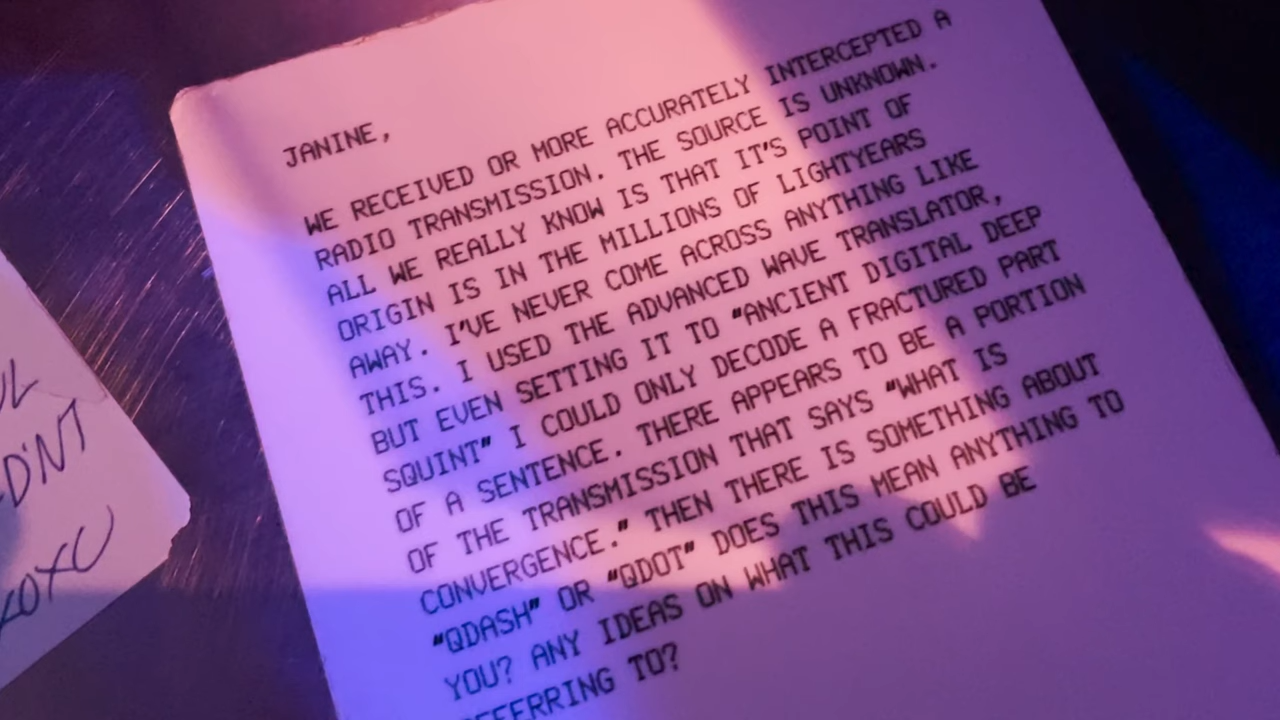 JANINE,
WE RECEIVED OR MORE ACCURATELY INTERCEPTED A
RADIO TRANSMISSION. THE SOURCE IS UNKNOWN.
ALL WE REALLY KNOW IS THAT IT'S POINT OF
ORIGIN IS IN THE MILLIONS OF LIGHTYEARS
AWAY. I'VE NEVER COME ACROSS ANYTHING LIKE
THIS. I USED THE ADVANCED WAVE TRANSLATOR,
BUT EVEN SETTING IT TO "ANCIENT DIGITAL DEEP
SQUINT" I COULD ONLY DECODE A FRACTURED PART
OF A SENTENCE. THERE APPEARS TO BE A PORTION
OF THE TRANSMISSION THAT SAYS "WHAT IS
CONVERGENCE." THEN THERE IS SOMETHING ABOUT
"QDASH" OR "QDOT" DOES THIS MEAN ANYTHING TO
YOU? ANY IDEAS ON WHAT THIS COULD BE
REFERRING TO?